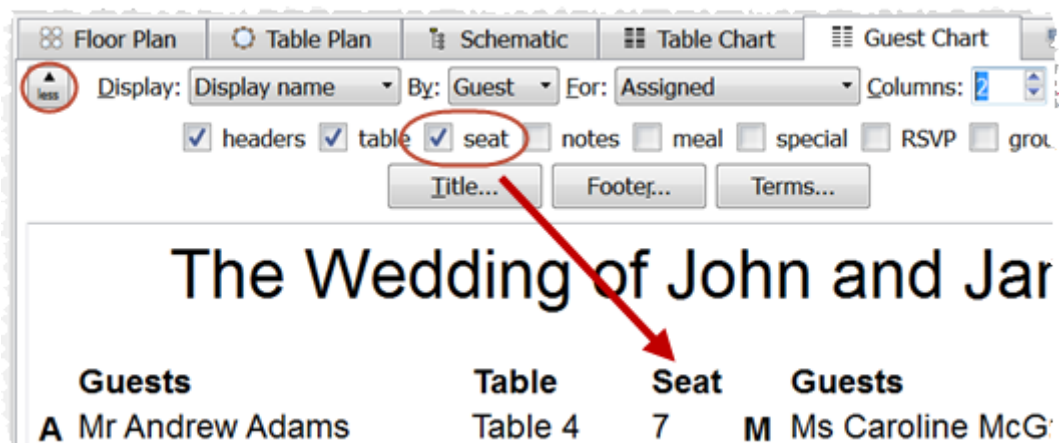 Floor Plan Table Plan Schematic Table Chart Guest Chart
less Display: Display name By: Guest For: Assigned Columns: 2
headers table seat notes meal special RSVP grou
Title... Footer... Terms...
The Wedding of John and Jan
Guests Table Seat Guests
A Mr Andrew Adams Table 4 7 M Ms Caroline McG